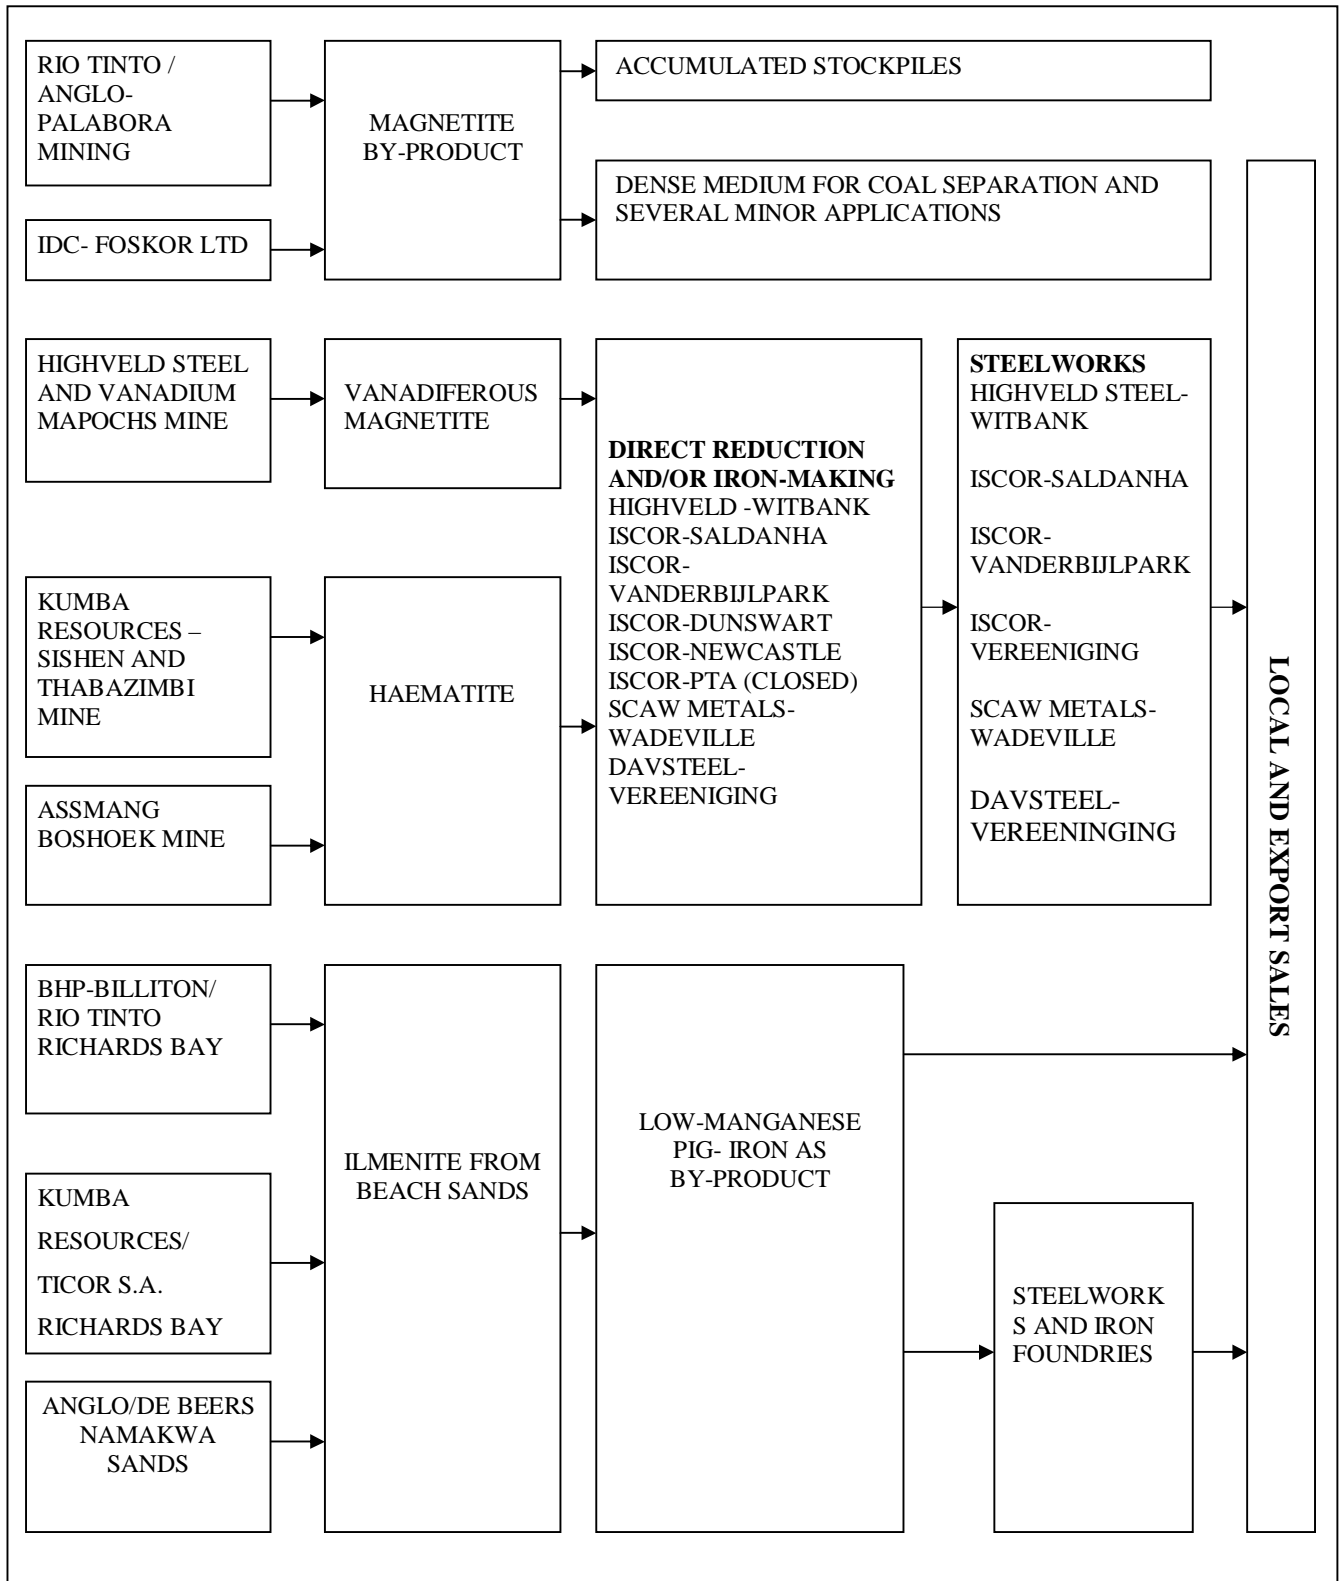 RIO TINTO /
ANGLO-
PALABORA
MINING
IDC- FOSKOR LTD
MAGNETITE
BY-PRODUCT
ACCUMULATED STOCKPILES
DENSE MEDIUM FOR COAL SEPARATION AND
SEVERAL MINOR APPLICATIONS
HIGHVELD STEEL
AND VANADIUM
MAPOCHS MINE
VANADIFEROUS
MAGNETITE
KUMBA
RESOURCES –
SISHEN AND
THABAZIMBI
MINE
ASSMANG
BOSHOEK MINE
HAEMATITE
DIRECT REDUCTION
AND/OR IRON-MAKING
HIGHVELD -WITBANK
ISCOR-SALDANHA
ISCOR-
VANDERBIJLPARK
ISCOR-DUNSWART
ISCOR-NEWCASTLE
ISCOR-PTA (CLOSED)
SCAW METALS-
WADEVILLE
DAVSTEEL-
VEREENIGING
STEELWORKS
HIGHVELD STEEL-
WITBANK
ISCOR-SALDANHA
ISCOR-
VANDERBIJLPARK
ISCOR-
VEREENIGING
SCAW METALS-
WADEVILLE
DAVSTEEL-
VEREENINGING
LOCAL AND EXPORT SALES
BHP-BILLITON/
RIO TINTO
RICHARDS BAY
KUMBA
RESOURCES/
TICOR S.A.
RICHARDS BAY
ANGLO/DE BEERS
NAMAKWA
SANDS
ILMENITE FROM
BEACH SANDS
LOW-MANGANESE
PIG- IRON AS
BY-PRODUCT
STEELWORK
S AND IRON
FOUNDRIES